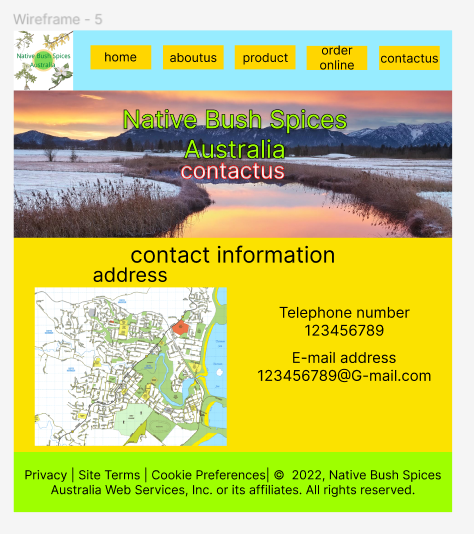 Wireframe - 5
Native Bush Spices
Australia
home
aboutus
product
order
online
contactus
Native Bush Spices
Australia
contactus
contact information
address
Telephone number
123456789
E-mail address
123456789@G-mail.com
Privacy | Site Terms | Cookie Preferences| © 2022, Native Bush Spices
Australia Web Services, Inc. or its affiliates. All rights reserved.